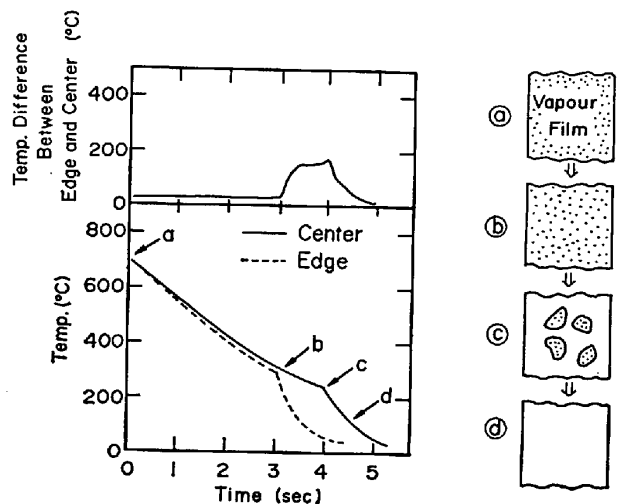 Temp. Difference
Between
Edge and Center (°C)
400
200
0
800
600
400
200
0
Temp. (°C)
Center
Edge
a
b
c
d
0 1 2 3 4 5
Time (sec)
ⓐ
Vapour
Film
ⓑ
ⓒ
ⓓ